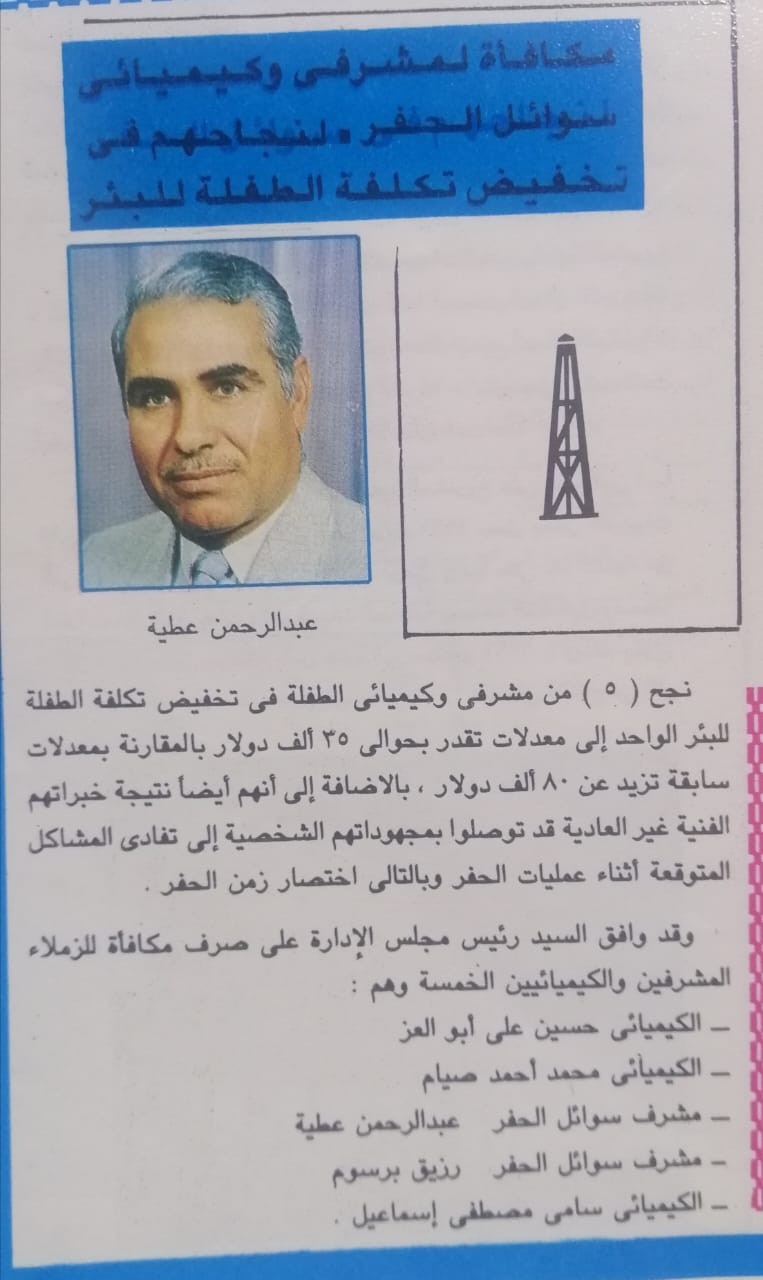 مكافأة لمشرفى وكيميائى
سوائل الحفر . لنجاحهم فى
تخفيض تكلفة الطفلة للبئر
عبدالرحمن عطية
نجح ( ٥ ) من مشرفى وكيميائى الطفلة فى تخفيض تكلفة الطفلة
للبئر الواحد إلى معدلات تقدر بحوالى ٣٥ ألف دولار بالمقارنة بمعدلات
سابقة تزيد عن ٨٠ ألف دولار ، بالاضافة إلى أنهم أيضاً نتيجة خبراتهم
الفنية غير العادية قد توصلوا بمجهوداتهم الشخصية إلى تفادى المشاكل
المتوقعة أثناء عمليات الحفر وبالتالى اختصار زمن الحفر .
وقد وافق السيد رئيس مجلس الإدارة على صرف مكافأة للزملاء
المشرفين والكيميائيين الخمسة وهم :
ــ الكيميائى حسين على أبو العز
ــ الكيميائى محمد أحمد صيام
ــ مشرف سوائل الحفر عبدالرحمن عطية
ــ مشرف سوائل الحفر رزيق برسوم
ــ الكيميائى سامى مصطفى إسماعيل .